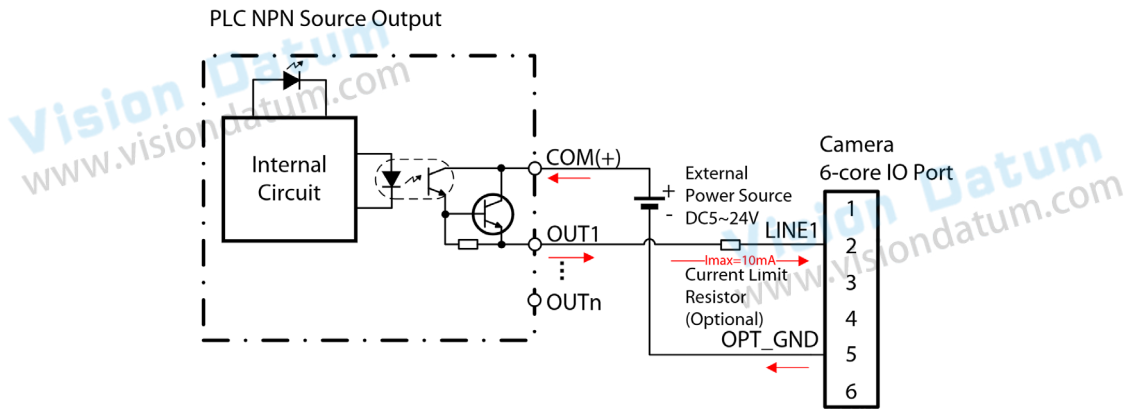 PLC NPN Source Output
Vision Datum
www.visiondatum.com
Internal
Circuit
COM(+)
OUT1
OUTn
+
-
External
Power Source
DC5~24V
LINE1
Imax=10mA
Current Limit
Resistor
(Optional)
OPT_GND
Camera
6-core IO Port
1
2
3
4
5
6
Vision Datum
www.visiondatum.com